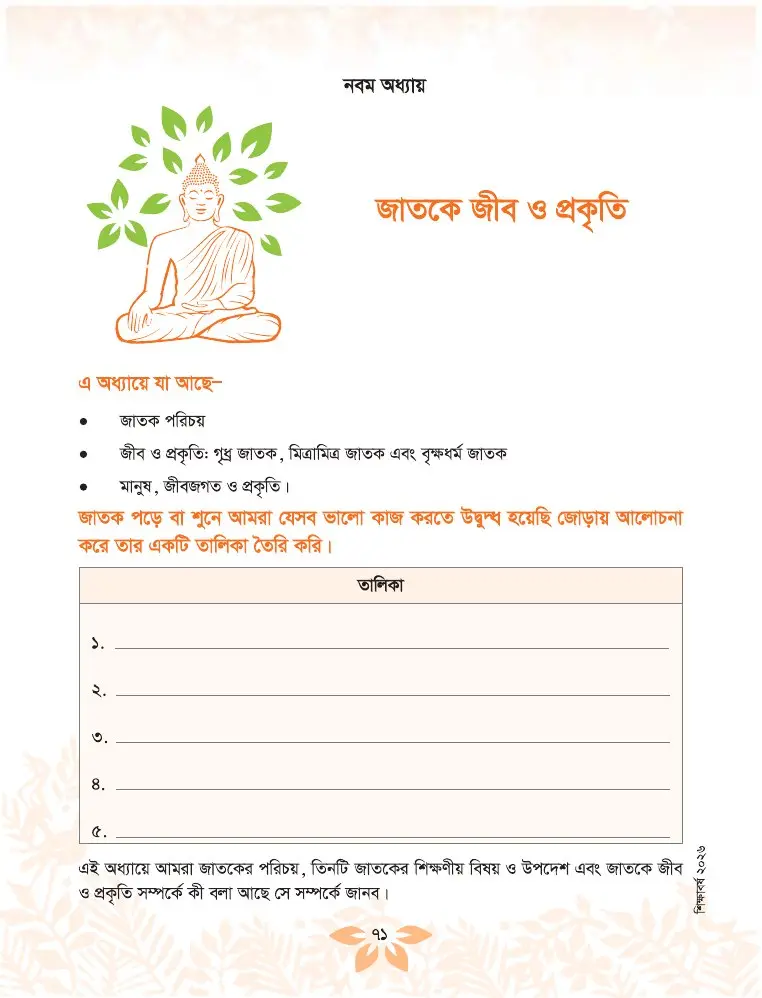 নবম অধ্যায়
জাতকে জীব ও প্রকৃতি
এ অধ্যায়ে যা আছে–
• জাতক পরিচয়
• জীব ও প্রকৃতি: গৃধ্র জাতক, মিত্রামিত্র জাতক এবং বৃক্ষধর্ম জাতক
• মানুষ, জীবজগত ও প্রকৃতি।
জাতক পড়ে বা শুনে আমরা যেসব ভালো কাজ করতে উদ্বুদ্ধ হয়েছি জোড়ায় আলোচনা
করে তার একটি তালিকা তৈরি করি।
তালিকা
১.
২.
৩.
৪.
৫.
এই অধ্যায়ে আমরা জাতকের পরিচয়, তিনটি জাতকের শিক্ষণীয় বিষয় ও উপদেশ এবং জাতকে জীব
ও প্রকৃতি সম্পর্কে কী বলা আছে সে সম্পর্কে জানব।
শিক্ষাবর্ষ ২০২৬
৭১